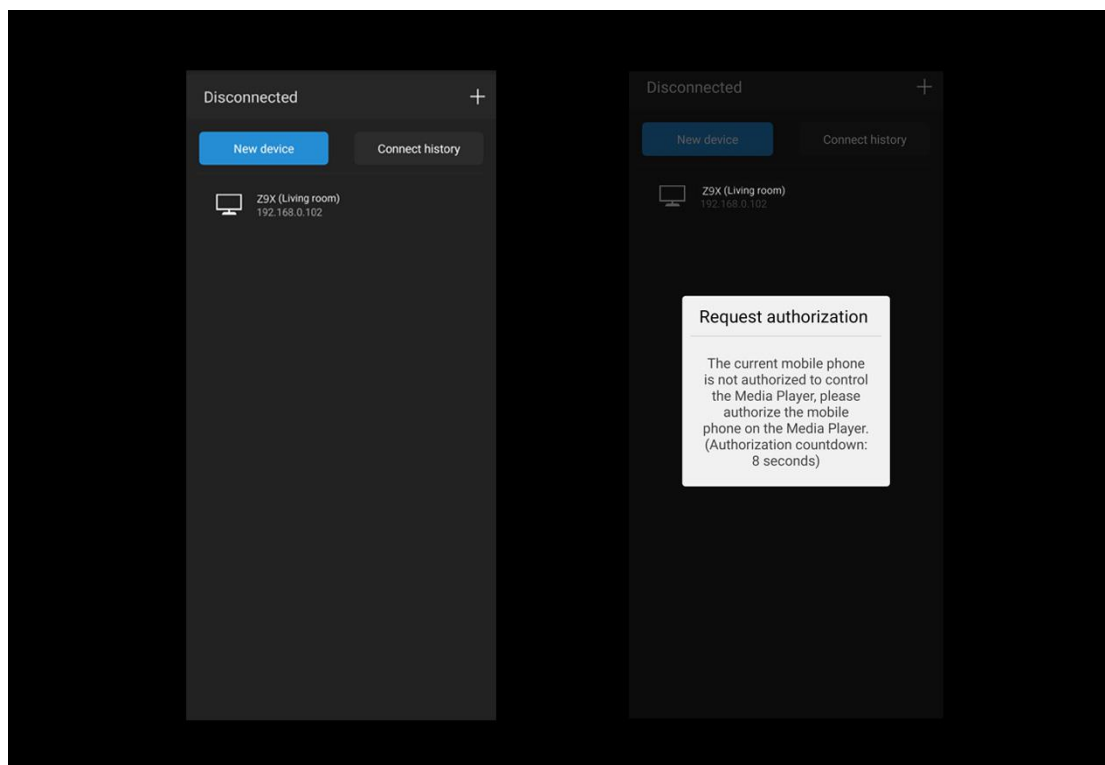 Disconnected
New device Connect history
Z9X (Living room)
192.168.0.102
Disconnected
New device Connect history
Z9X (Living room)
192.168.0.102
Request authorization
The current mobile phone
is not authorized to control
the Media Player, please
authorize the mobile
phone on the Media Player.
(Authorization countdown:
8 seconds)